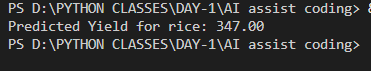 PS D:\PYTHON CLASSES\DAY-1\AI assist coding>
Predicted Yield for rice: 347.00
PS D:\PYTHON CLASSES\DAY-1\AI assist coding>